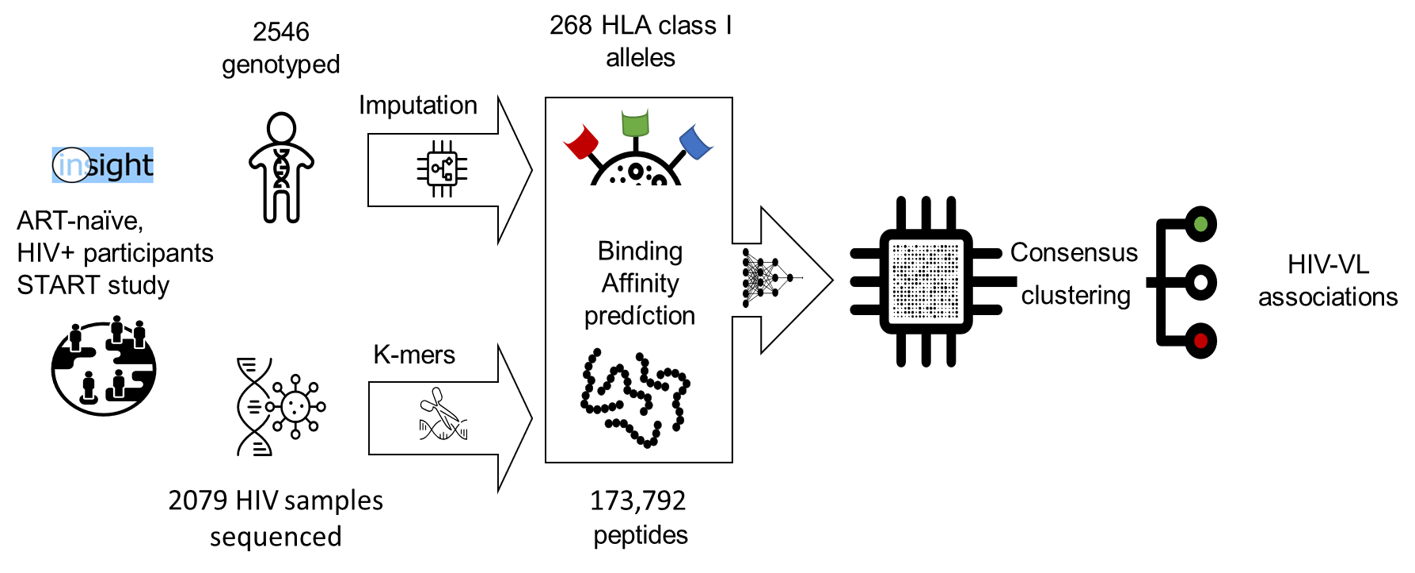 2546
genotyped
268 HLA class I
alleles
Imputation
insight
ART-naïve,
HIV+ participants
START study
Binding
Affinity
predíction
Consensus
clustering
HIV-VL
associations
K-mers
2079 HIV samples
sequenced
173,792
peptides